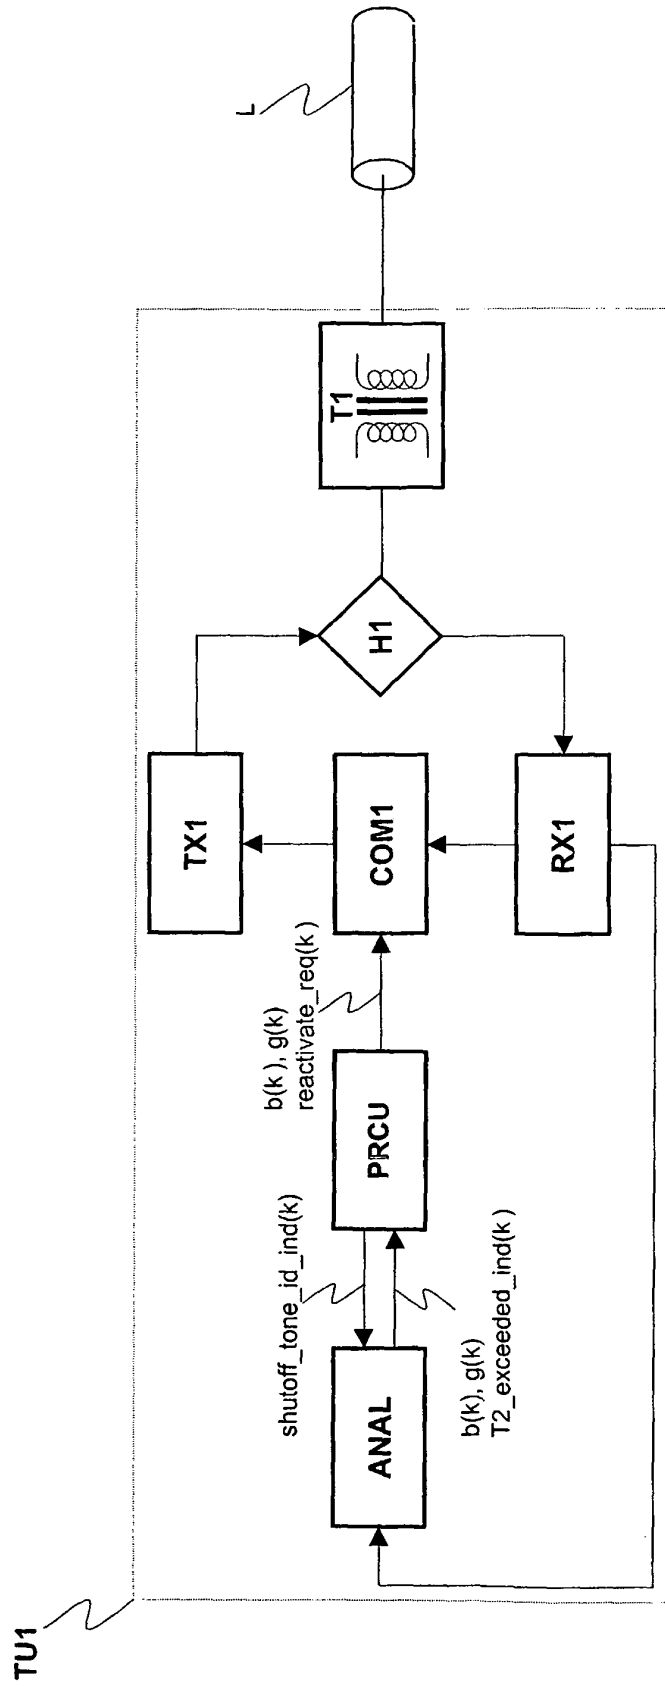 TU1
shutoff_tone_id_ind(k)
b(k), g(k)
reactivate_req(k)
TX1
L
T1
ANAL
PRCU
COM1
H1
b(k), g(k)
T2_exceeded_ind(k)
RX1